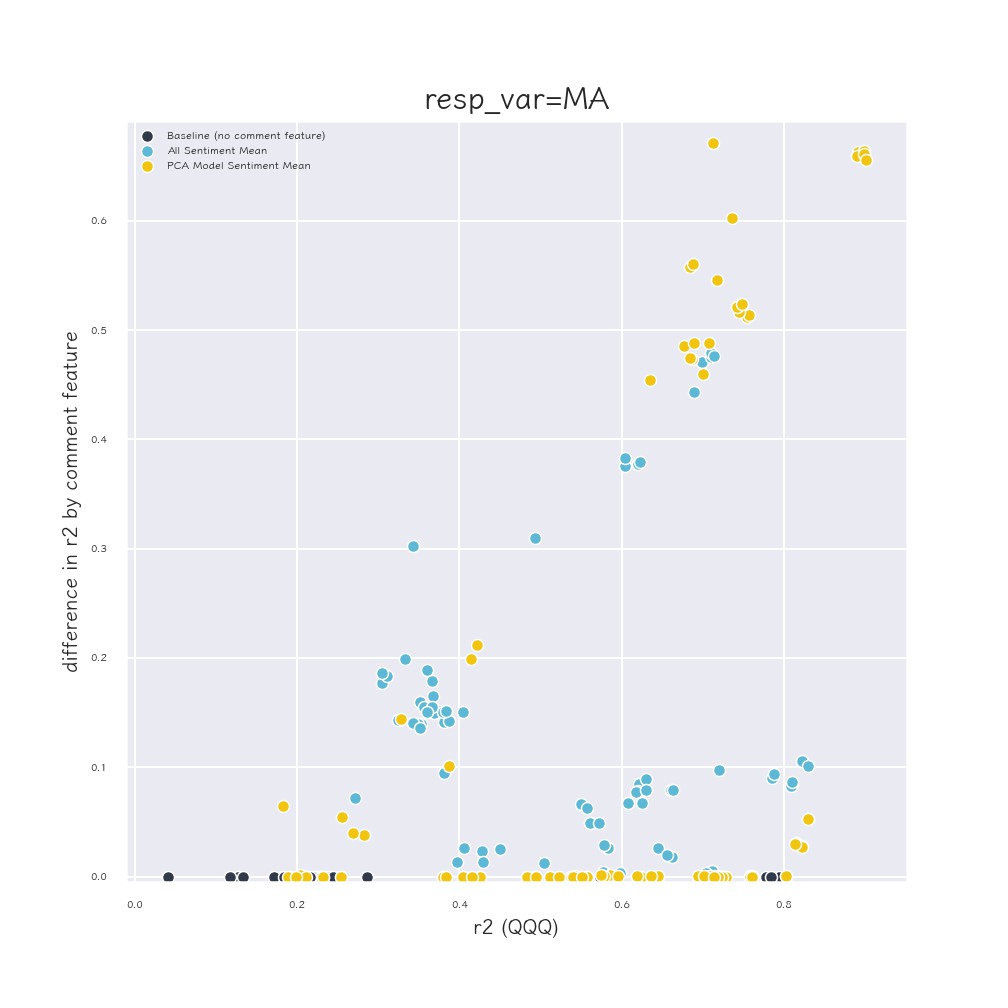 resp_var=MA
Baseline (no comment feature)
All Sentiment Mean
PCA Model Sentiment Mean
difference in r2 by comment feature
0.6
0.5
0.4
0.3
0.2
0.1
0.0
0.0 0.2 0.4 0.6 0.8
r2 (QQQ)